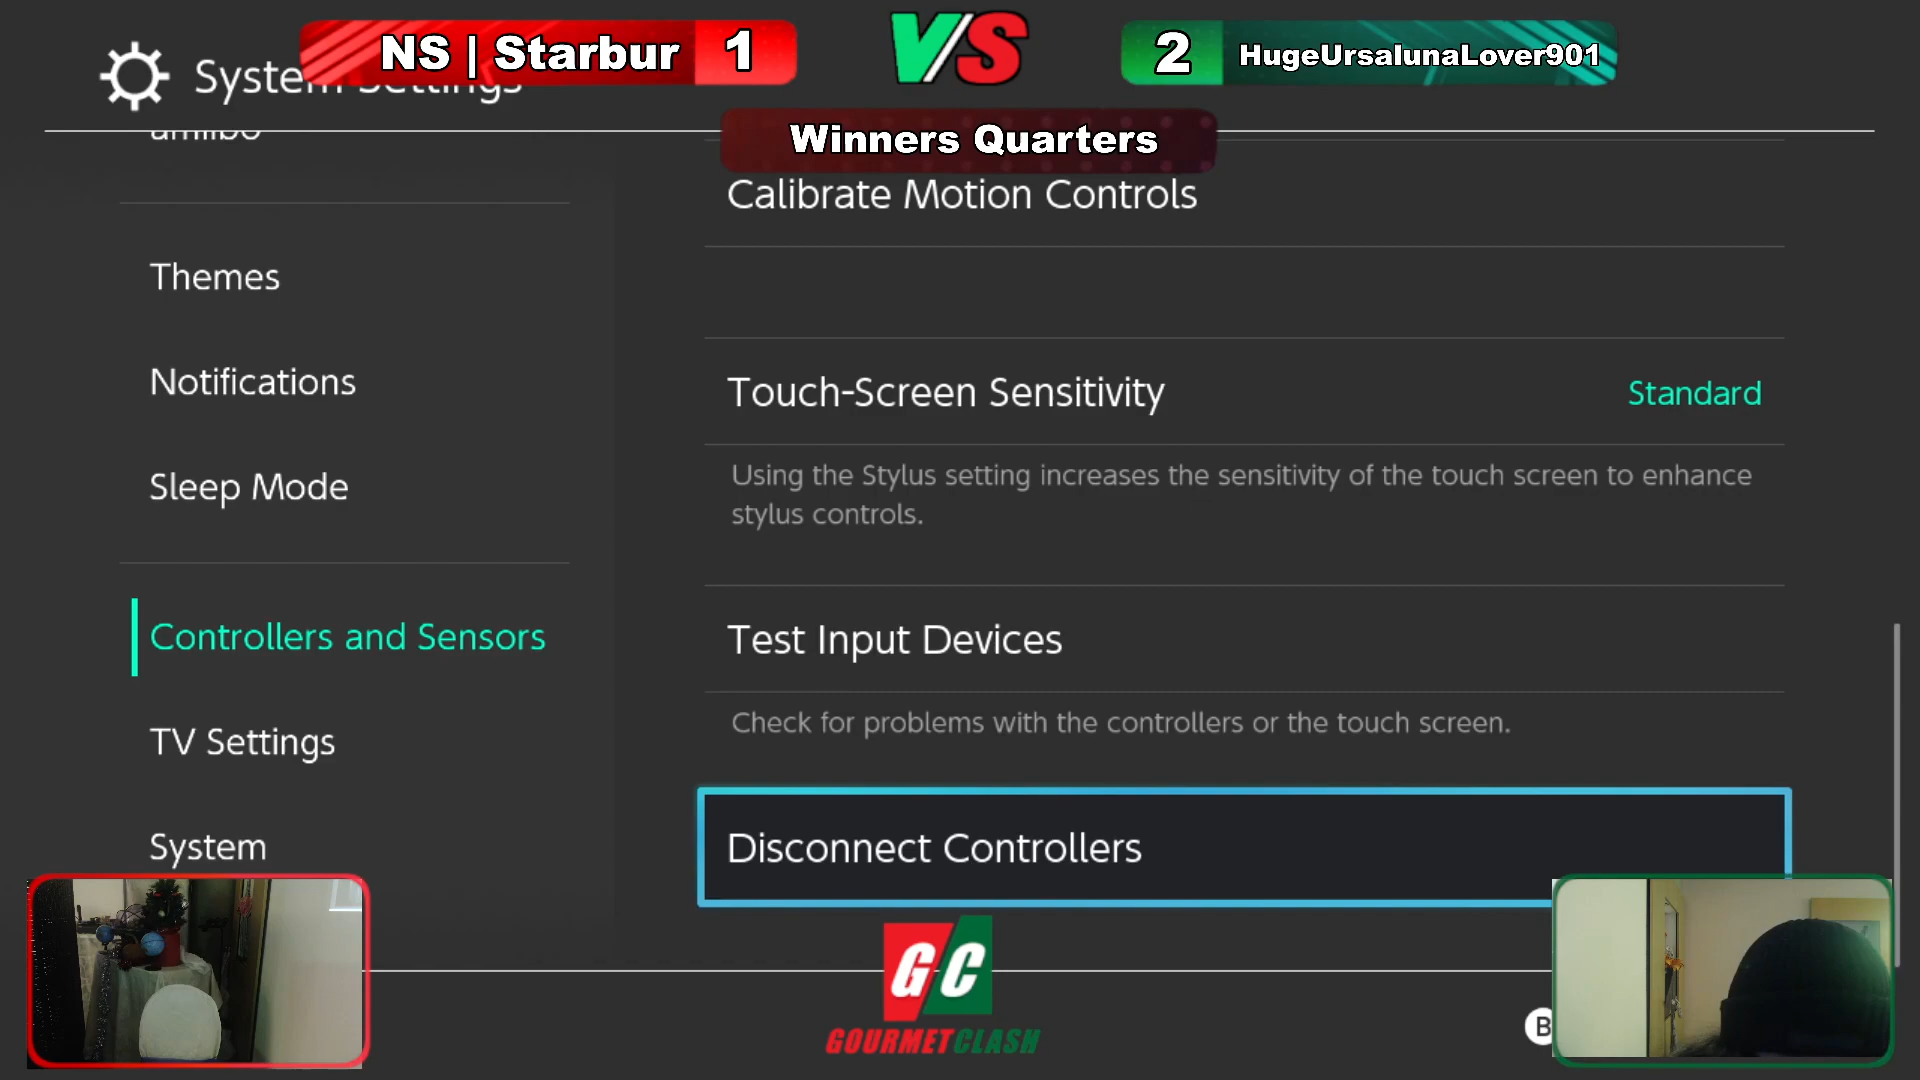 System Settings
NS | Starbur 1
VS
2 HugeUrsalunaLover901
Winners Quarters
amiibo
Themes
Notifications
Sleep Mode
Controllers and Sensors
TV Settings
System
Calibrate Motion Controls
Touch-Screen Sensitivity Standard
Using the Stylus setting increases the sensitivity of the touch screen to enhance
stylus controls.
Test Input Devices
Check for problems with the controllers or the touch screen.
Disconnect Controllers
GC
GOURMETCLASH
B